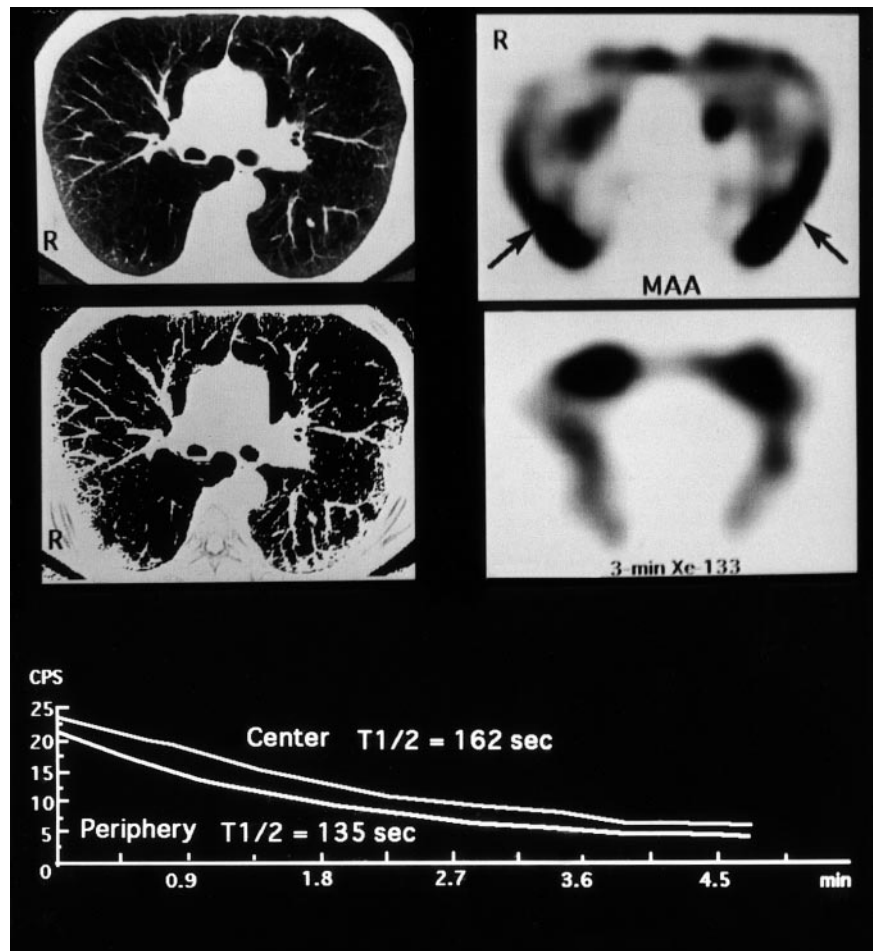 R
R
MAA
R
R
3-min Xe-133
CPS
25
20
15
10
5
0
Center T1/2 = 162 sec
Periphery T1/2 = 135 sec
0.9 1.8 2.7 3.6 4.5 min